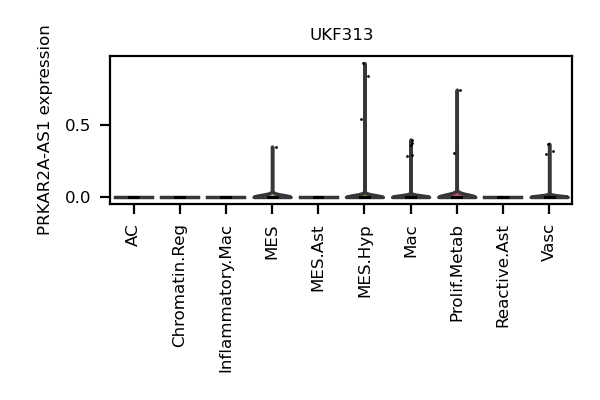 UKF313
PRKAR2A-AS1 expression
0.5
0.0
AC
Chromatin.Reg
Inflammatory.Mac
MES
MES.Ast
MES.Hyp
Mac
Prolif.Metab
Reactive.Ast
Vasc